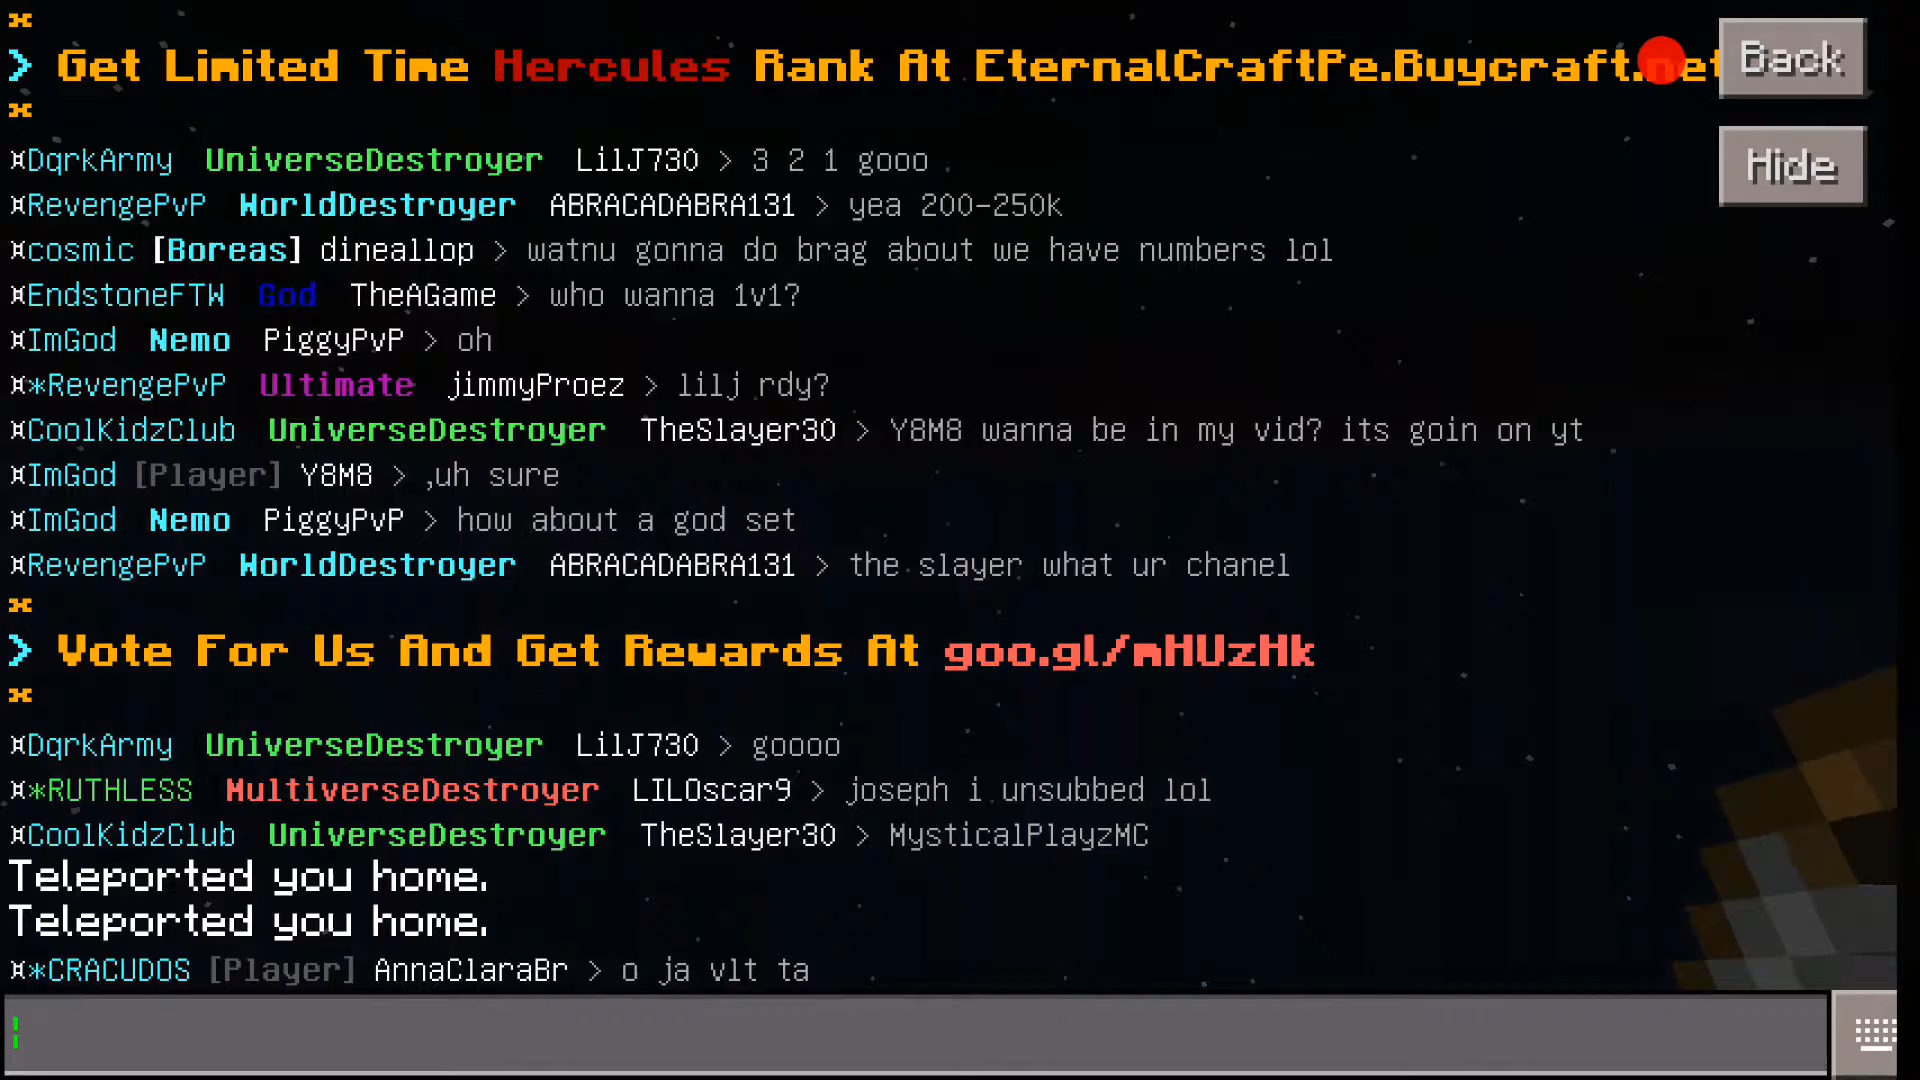 > Get Limited Time Hercules Rank At EternalCraftPe.Buycraft.net
Back
Hide
¤DqrkArmy UniverseDestroyer LilJ730 > 3 2 1 gooo
¤RevengePvP WorldDestroyer ABRACADABRA131 > yea 200-250k
¤cosmic [Boreas] dineallop > watnu gonna do brag about we have numbers lol
¤EndstoneFTW God TheAGame > who wanna 1v1?
¤ImGod Nemo PiggyPvP > oh
¤*RevengePvP Ultimate jimmyProez > lilj rdy?
¤CoolKidzClub UniverseDestroyer TheSlayer30 > Y8M8 wanna be in my vid? its goin on yt
¤ImGod [Player] Y8M8 > ,uh sure
¤ImGod Nemo PiggyPvP > how about a god set
¤RevengePvP WorldDestroyer ABRACADABRA131 > the slayer what ur chanel
> Vote For Us And Get Rewards At goo.gl/mHUzHk
¤DqrkArmy UniverseDestroyer LilJ730 > goooo
¤*RUTHLESS MultiverseDestroyer LILOscar9 > joseph i unsubbed lol
¤CoolKidzClub UniverseDestroyer TheSlayer30 > MysticalPlayzMC
Teleported you home.
Teleported you home.
¤*CRACUDOS [Player] AnnaClaraBr > o ja vlt ta